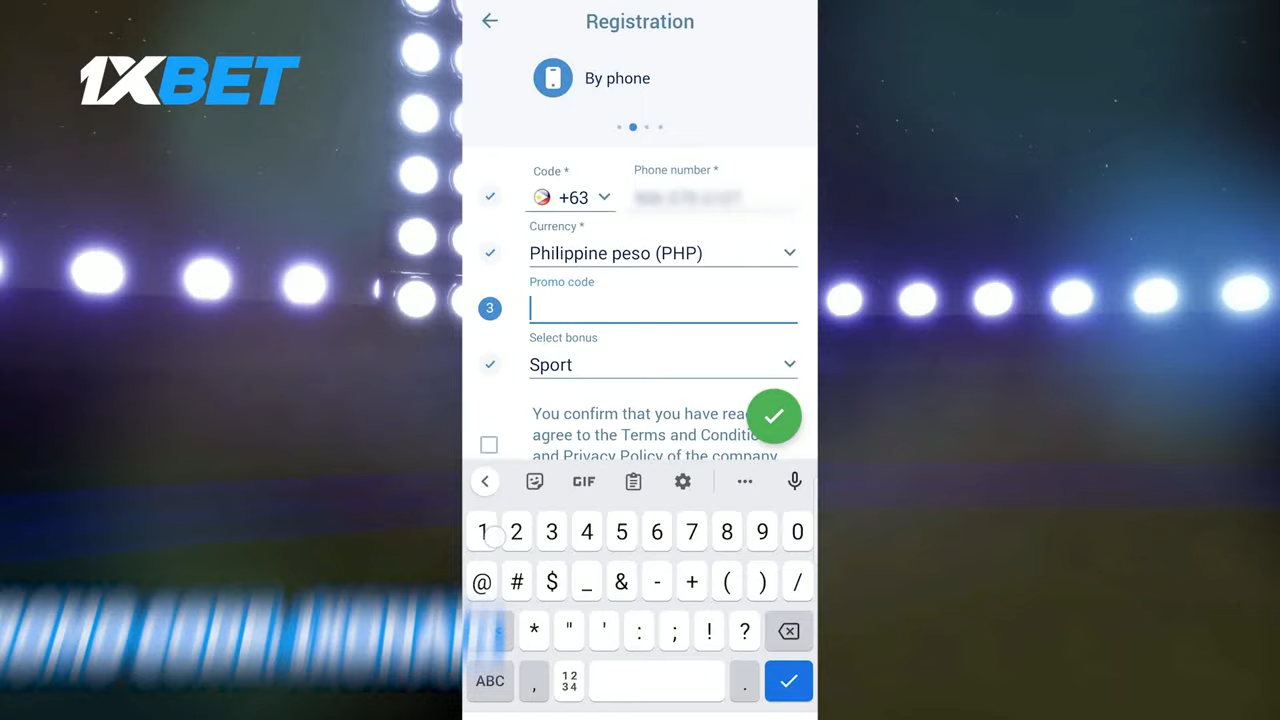 1XBET
Registration
By phone
Code *
Phone number *
+63
Currency *
Philippine peso (PHP)
Promo code
3
Select bonus
Sport
You confirm that you have
agree to the Terms and
and Privacy Policy of the company
GIF
1 2 3 4 5 6 7 8 9 0
@ # $ _ & - + ( ) /
* " ' : ; ! ?
ABC , 12 34 .